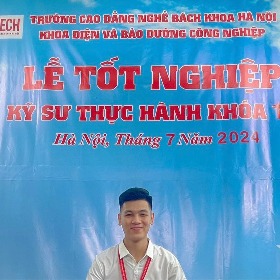 ECH
TRƯỜNG CAO ĐẲNG NGHỀ BÁCH KHOA HÀ NỘI
KHOA ĐIỆN VÀ BẢO DƯỠNG CÔNG NGHIỆP
LỄ TỐT NGHIỆP
KỸ SƯ THỰC HÀNH KHÓA
Hà Nội, Tháng 7 Năm 2024